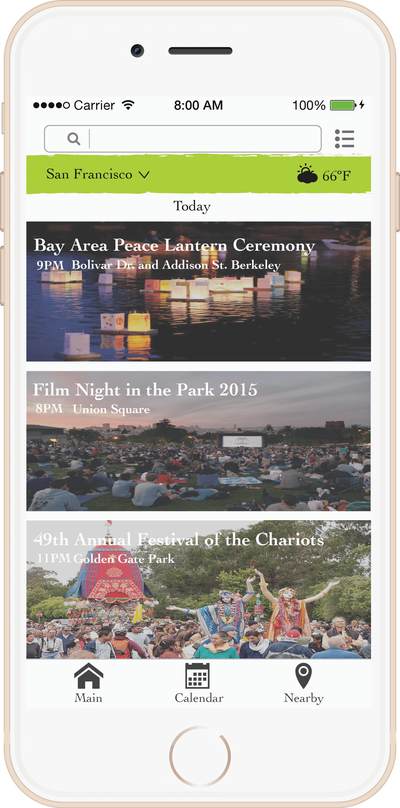 Carrier 8:00 AM 100%
San Francisco 66°F
Today
Bay Area Peace Lantern Ceremony
9PM Bolivar Dr. and Addison St. Berkeley
Film Night in the Park 2015
8PM Union Square
49th Annual Festival of the Chariots
11PM Golden Gate Park
Main Calendar Nearby